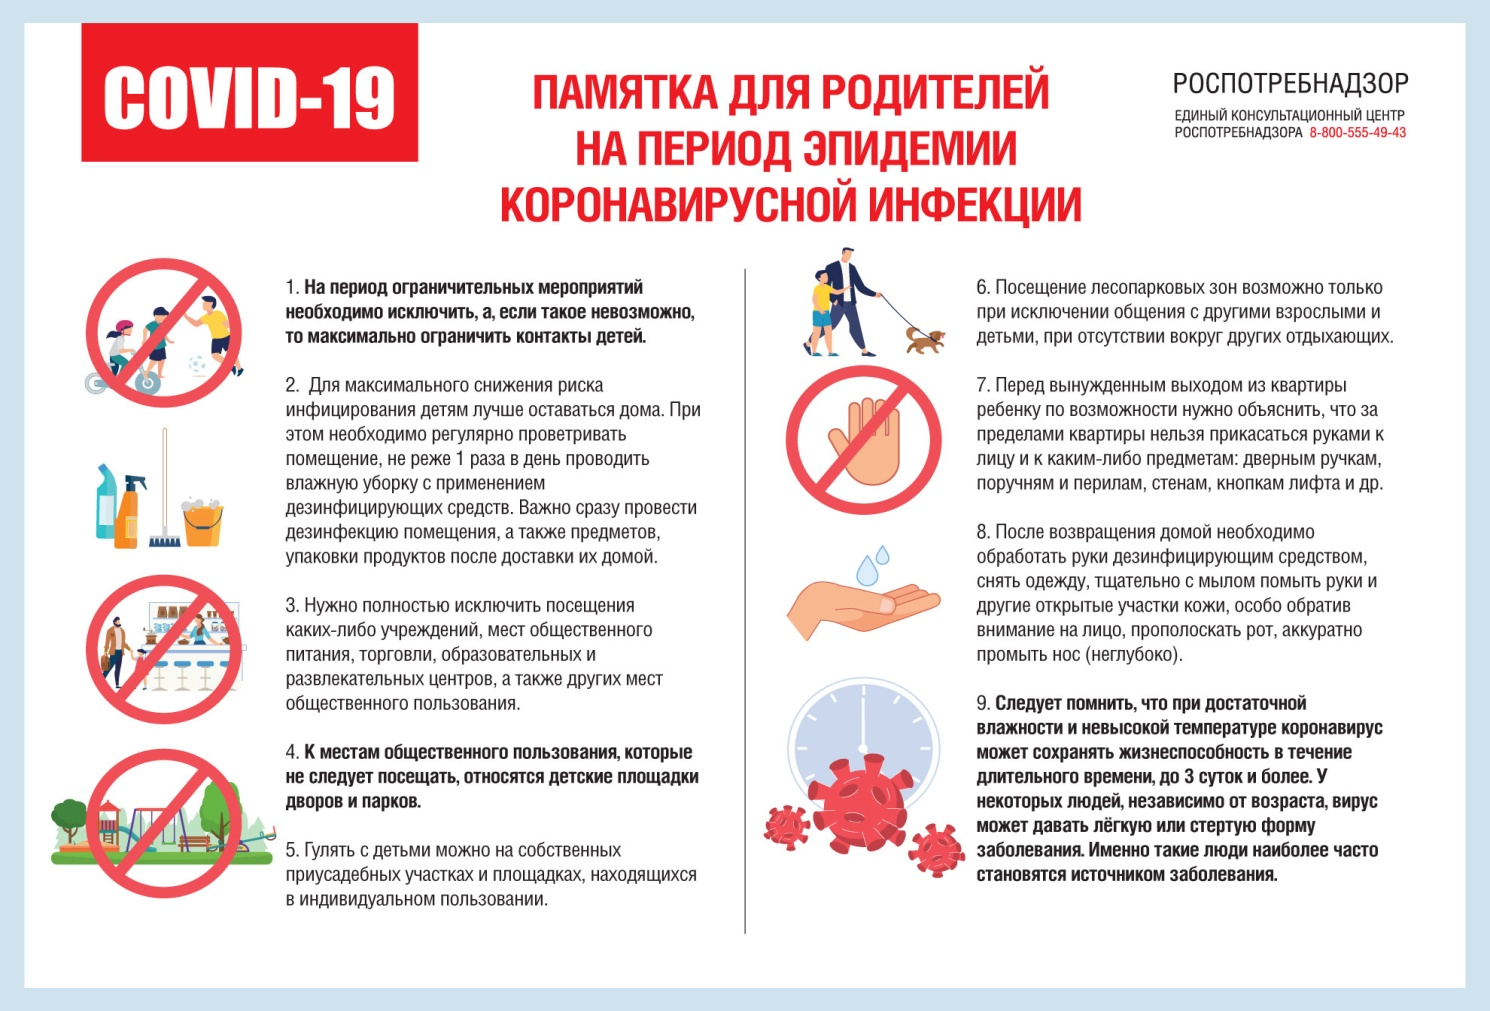 COVID-19
ПАМЯТКА ДЛЯ РОДИТЕЛЕЙ
НА ПЕРИОД ЭПИДЕМИИ
КОРОНАВИРУСНОЙ ИНФЕКЦИИ
РОСПОТРЕБНАДЗОР
ЕДИНЫЙ КОНСУЛЬТАЦИОННЫЙ ЦЕНТР
РОСПОТРЕБНАДЗОРА 8-800-555-49-43
1. На период ограничительных мероприятий
необходимо исключить, а, если такое невозможно,
то максимально ограничить контакты детей.
2. Для максимального снижения риска
инфицирования детям лучше оставаться дома. При
этом необходимо регулярно проветривать
помещение, не реже 1 раза в день проводить
влажную уборку с применением
дезинфицирующих средств. Важно сразу провести
дезинфекцию помещения, а также предметов,
упаковки продуктов после доставки их домой.
3. Нужно полностью исключить посещения
каких-либо учреждений, мест общественного
питания, торговли, образовательных и
развлекательных центров, а также других мест
общественного пользования.
4. К местам общественного пользования, которые
не следует посещать, относятся детские площадки
дворов и парков.
5. Гулять с детьми можно на собственных
приусадебных участках и площадках, находящихся
в индивидуальном пользовании.
6. Посещение лесопарковых зон возможно только
при исключении общения с другими взрослыми и
детьми, при отсутствии вокруг других отдыхающих.
7. Перед вынужденным выходом из квартиры
ребенку по возможности нужно объяснить, что за
пределами квартиры нельзя прикасаться руками к
лицу и к каким-либо предметам: дверным ручкам,
поручням и перилам, стенам, кнопкам лифта и др.
8. После возвращения домой необходимо
обработать руки дезинфицирующим средством,
снять одежду, тщательно с мылом помыть руки и
другие открытые участки кожи, особо обратив
внимание на лицо, прополоскать рот, аккуратно
промыть нос (неглубоко).
9. Следует помнить, что при достаточной
влажности и невысокой температуре коронавирус
может сохранять жизнеспособность в течение
длительного времени, до 3 суток и более. У
некоторых людей, независимо от возраста, вирус
может давать лёгкую или стертую форму
заболевания. Именно такие люди наиболее часто
становятся источником заболевания.